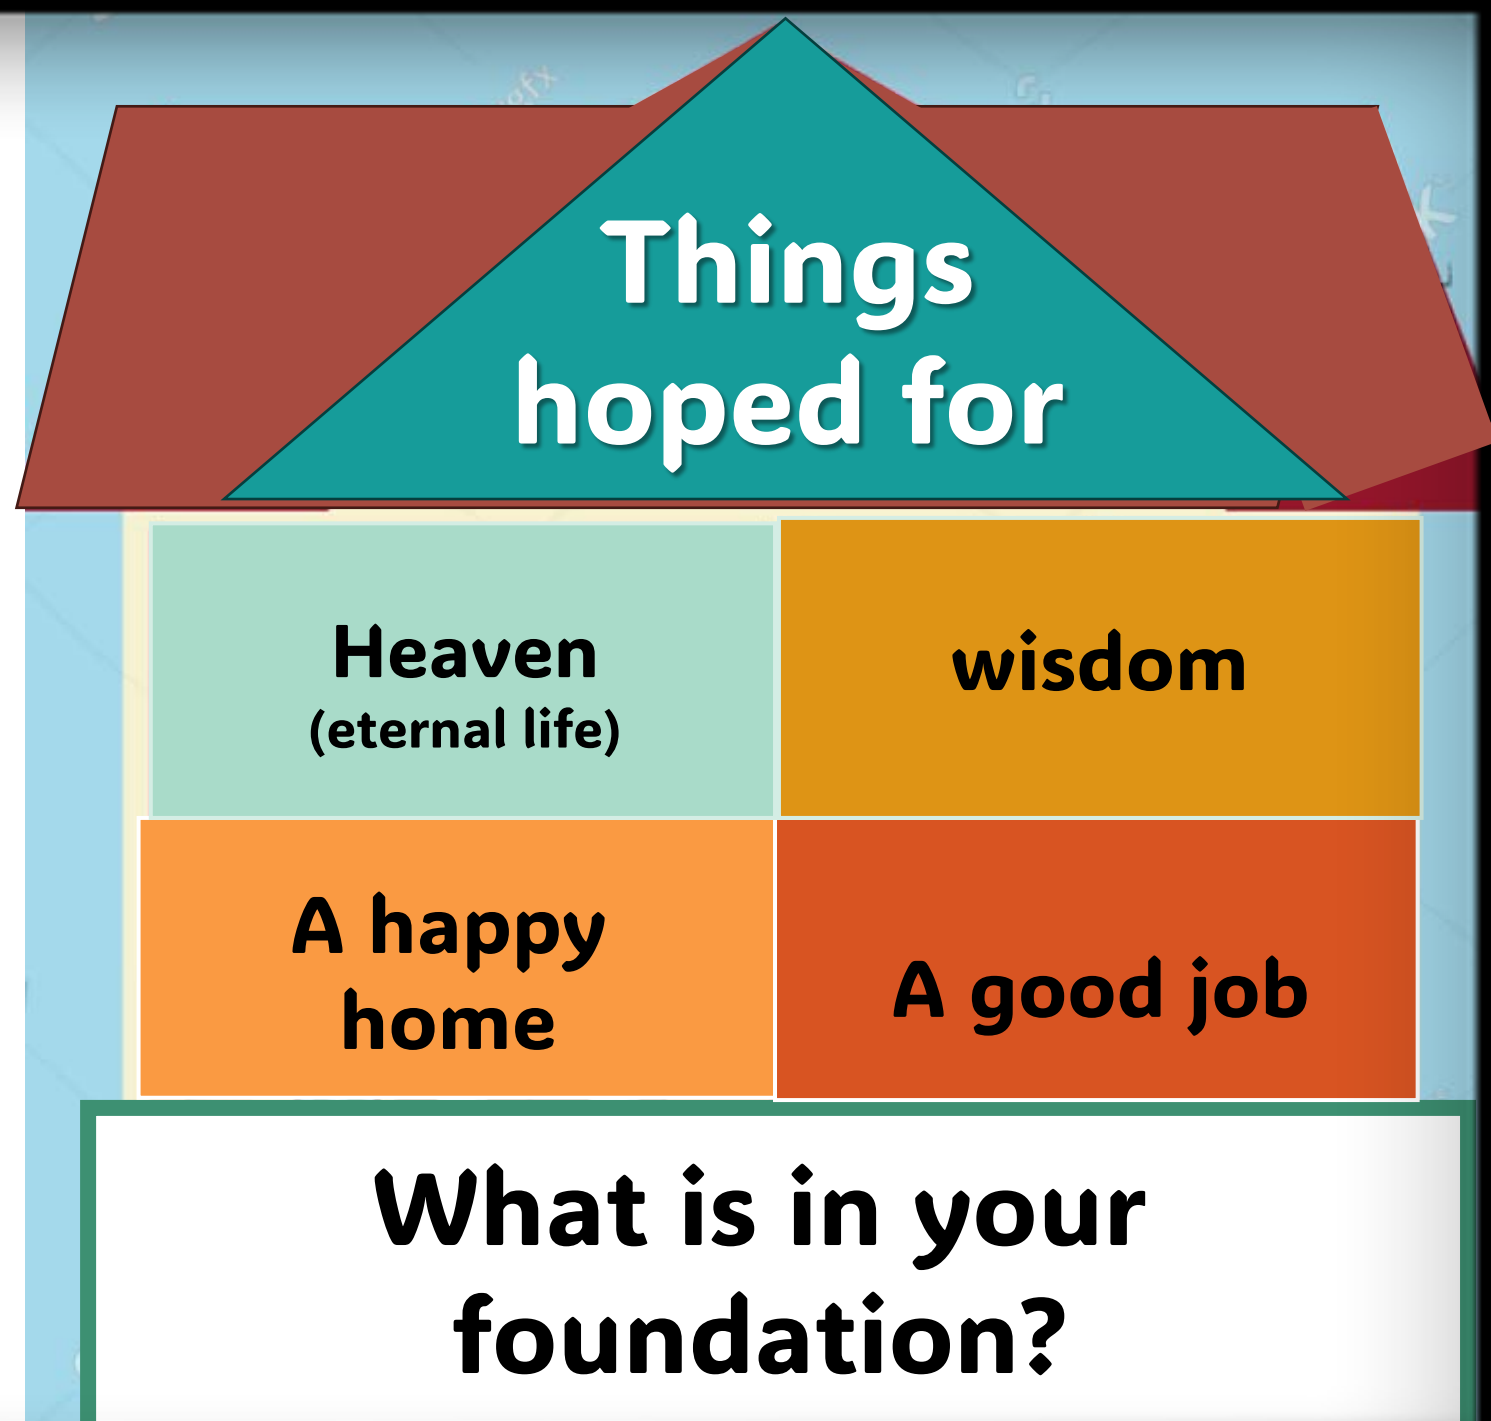 Things
hoped for
Heaven
(eternal life)
wisdom
A happy
home
A good job
What is in your
foundation?